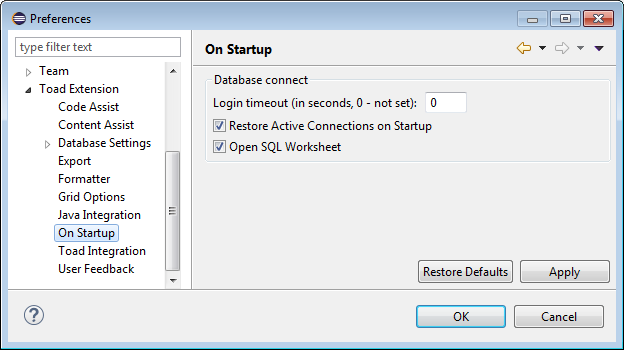 Preferences
type filter text
Team
Toad Extension
Code Assist
Content Assist
Database Settings
Export
Formatter
Grid Options
Java Integration
On Startup
Toad Integration
User Feedback
On Startup
Database connect
Login timeout (in seconds, 0 - not set): 0
Restore Active Connections on Startup
Open SQL Worksheet
Restore Defaults Apply
? OK Cancel